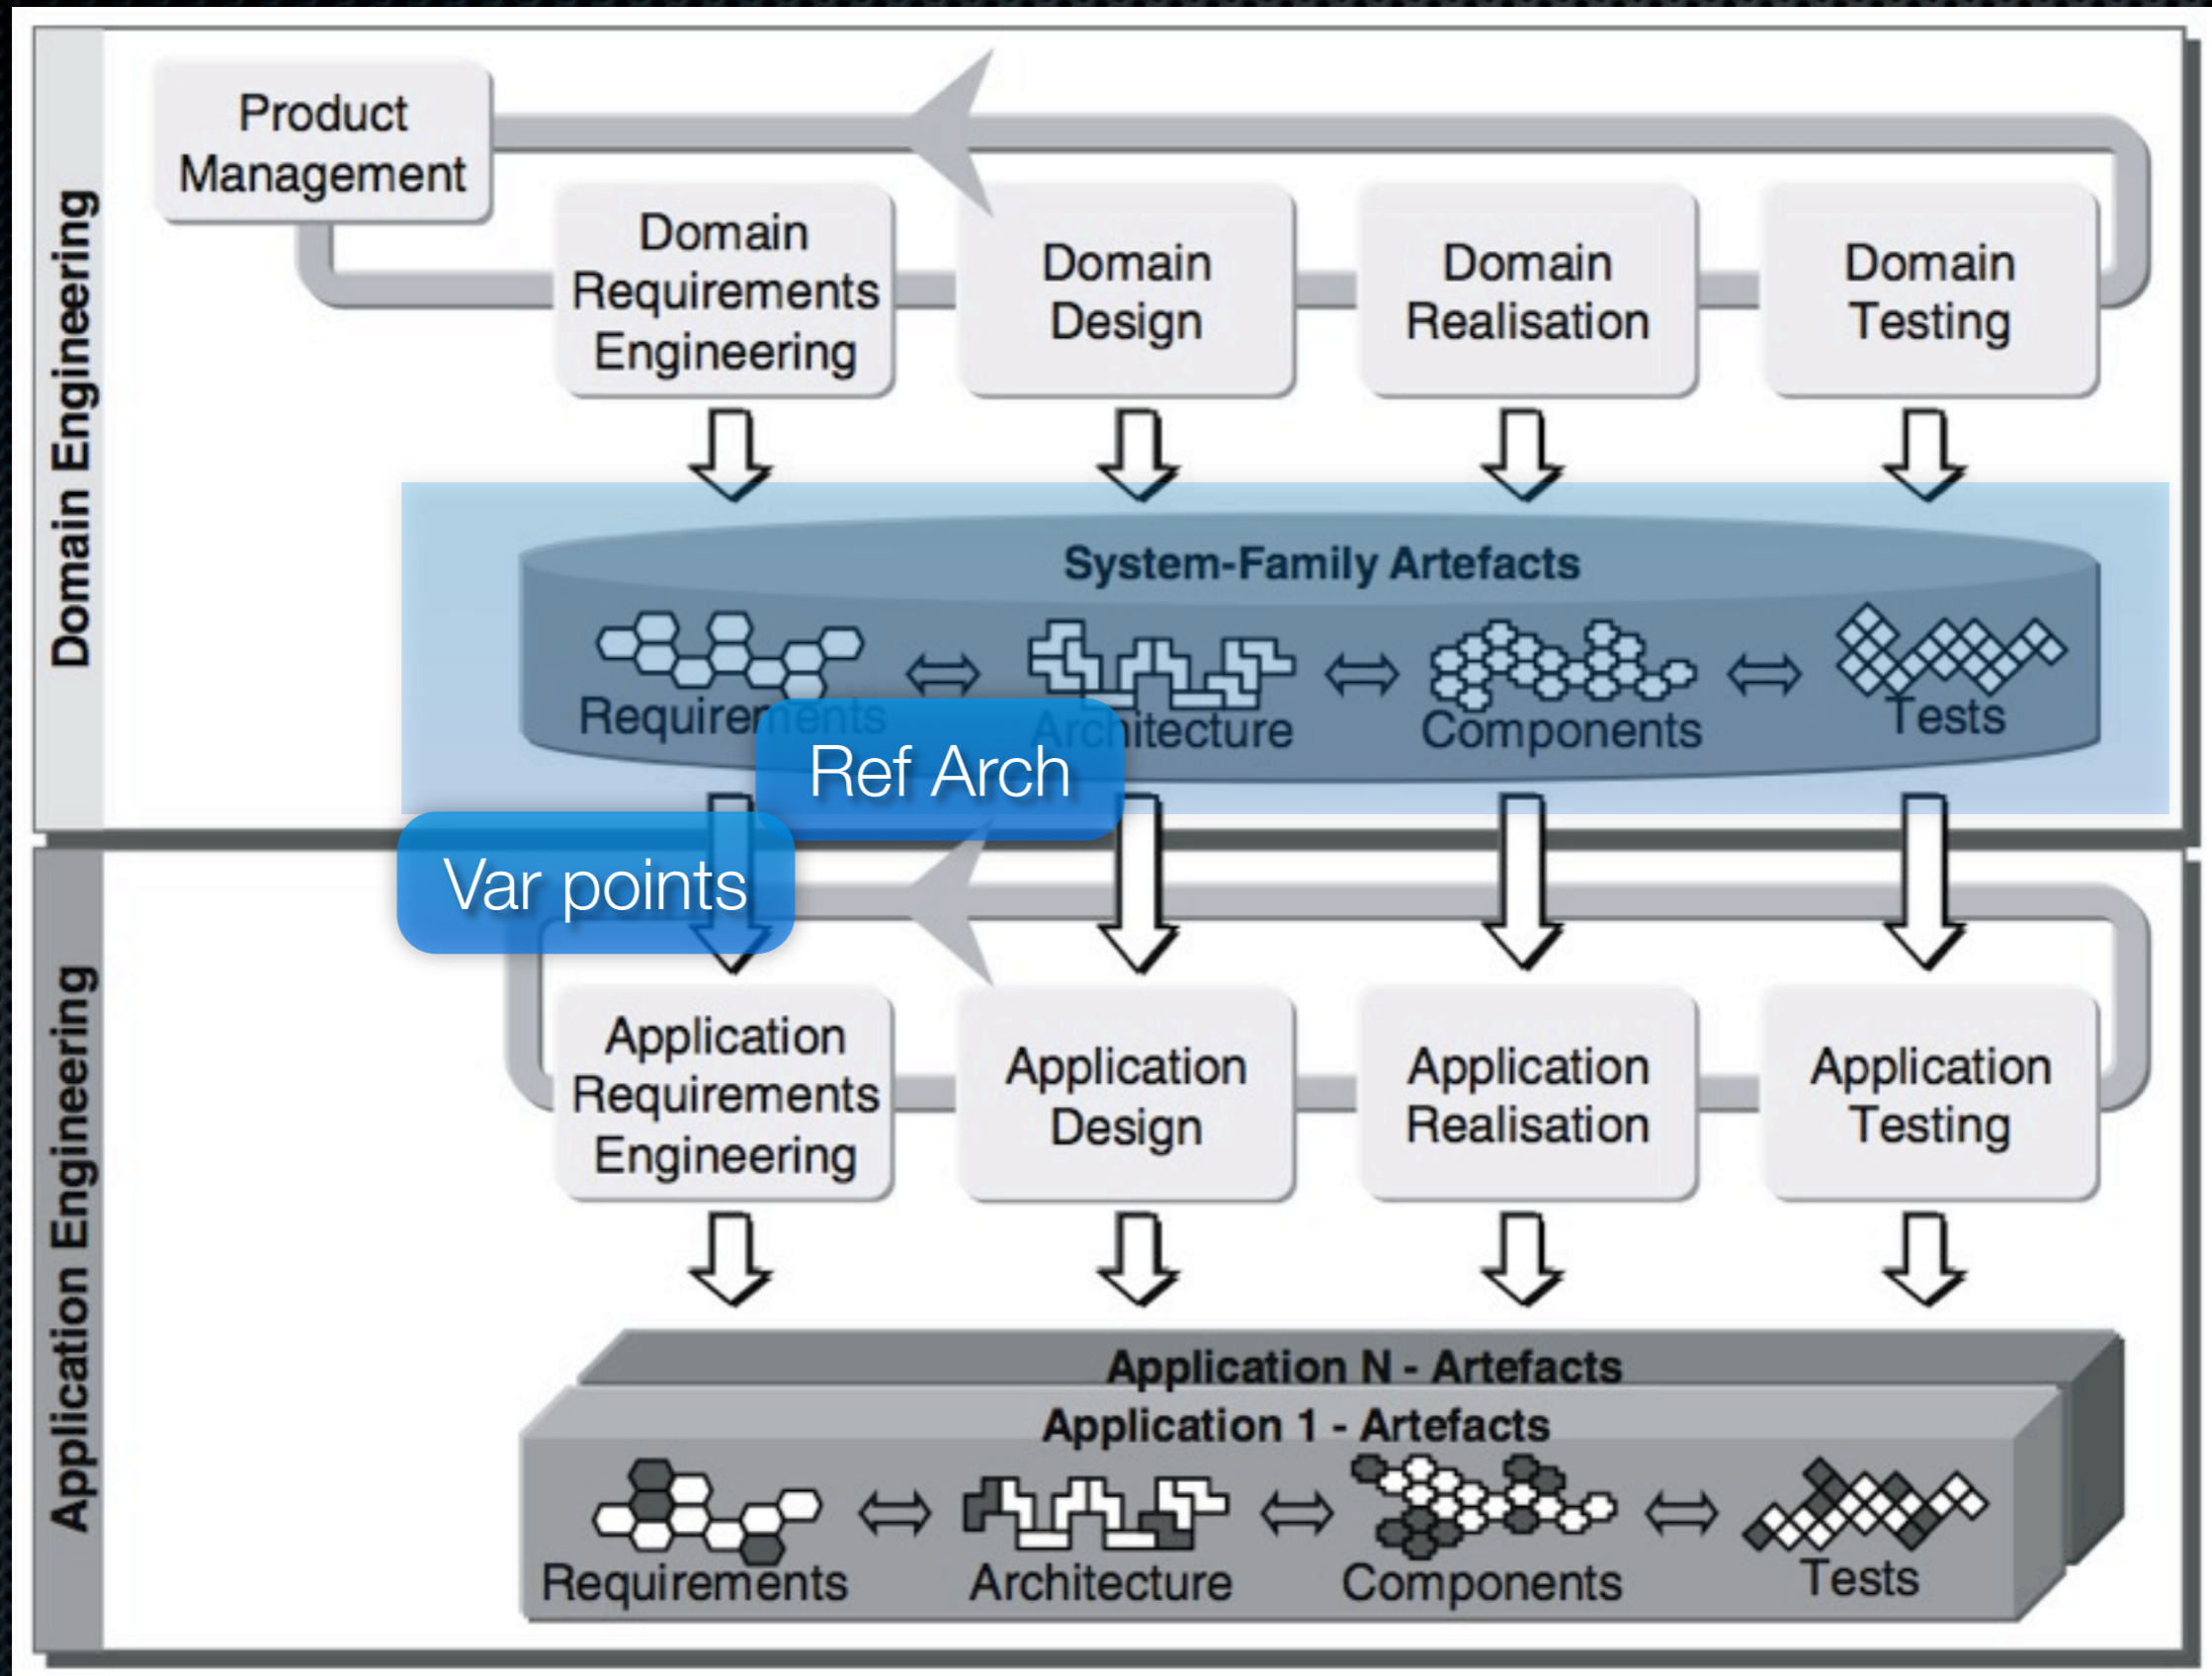 Domain Engineering
Product
Management
Domain
Requirements
Engineering
Domain
Design
Domain
Realisation
Domain
Testing
System-Family Artefacts
Requirements
Architecture
Components
Tests
Ref Arch
Var points
Application Engineering
Application
Requirements
Engineering
Application
Design
Application
Realisation
Application
Testing
Application N - Artefacts
Application 1 - Artefacts
Requirements
Architecture
Components
Tests